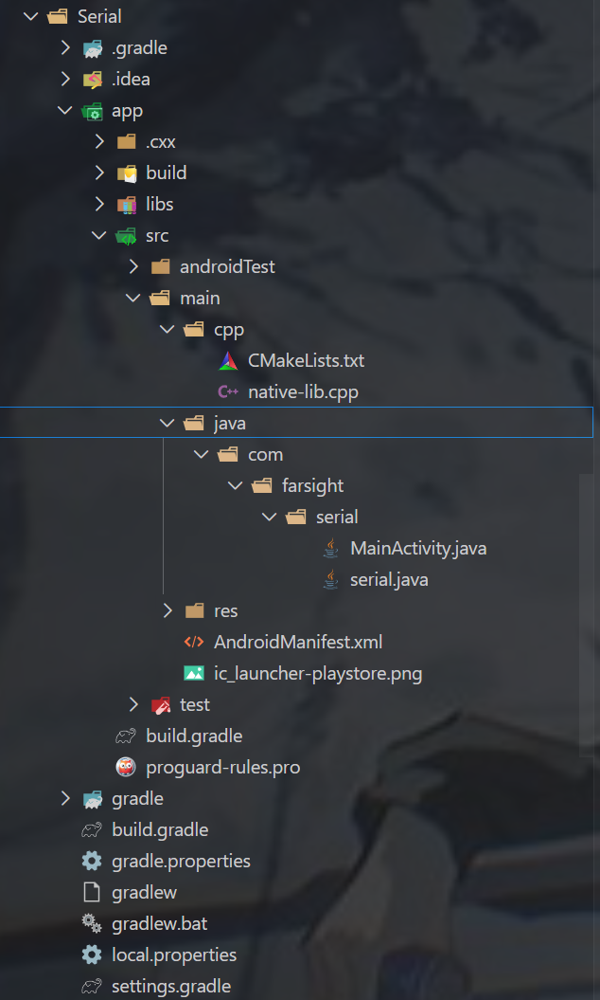 Serial
.gradle
.idea
app
.cxx
build
libs
src
androidTest
main
cpp
CMakeLists.txt
C++ native-lib.cpp
java
com
farsight
serial
MainActivity.java
serial.java
res
AndroidManifest.xml
ic_launcher-playstore.png
test
build.gradle
proguard-rules.pro
gradle
build.gradle
gradle.properties
gradlew
gradlew.bat
local.properties
settings.gradle